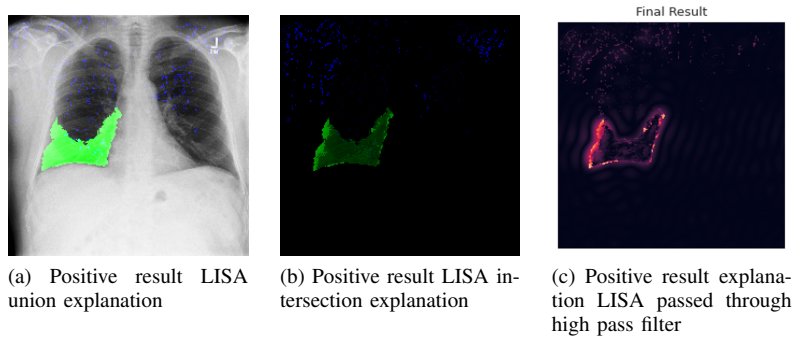 Final Result
(a) Positive result LISA
union explanation
(b) Positive result LISA in-
tersection explanation
(c) Positive result explana-
tion LISA passed through
high pass filter